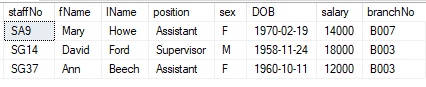 staffNo fName lName position sex DOB salary branchNo
SA9 Mary Howe Assistant F 1970-02-19 14000 B007
SG14 David Ford Supervisor M 1958-11-24 18000 B003
SG37 Ann Beech Assistant F 1960-10-11 12000 B003